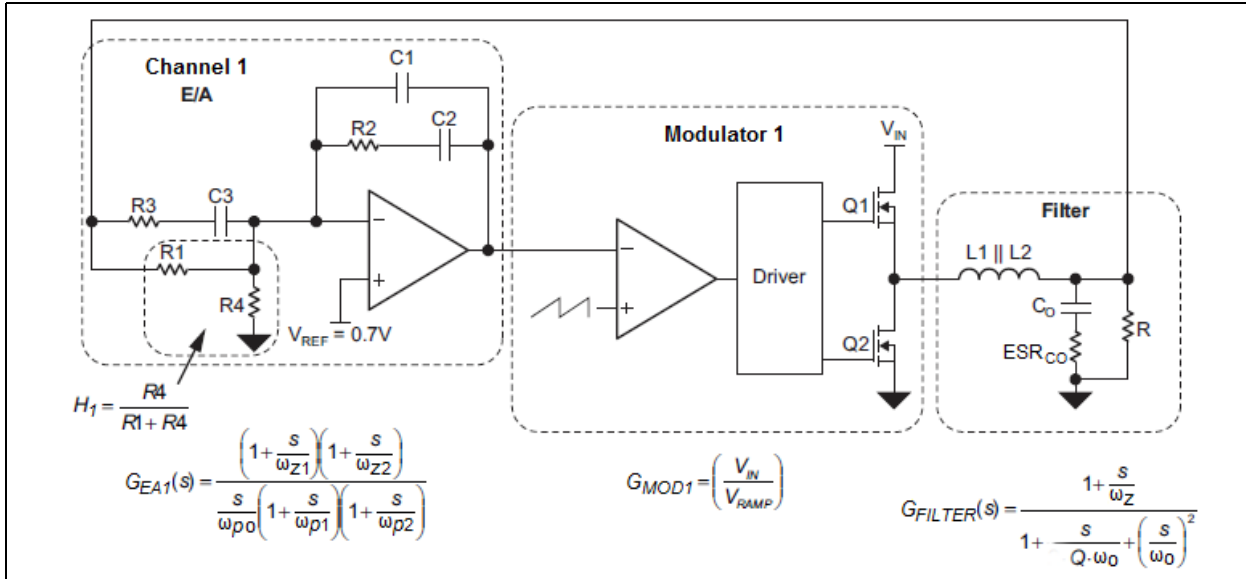 Channel 1
E/A
C1
R2
C2
R3
C3
R1
R4
V_REF = 0.7V
Modulator 1
V_IN
Q1
Driver
Q2
Filter
L1 || L2
C_O
ESR_CO
R
H_1 = R4 / (R1 + R4)
G_EA1(s) = (1 + s/ω_z1)(1 + s/ω_z2) / (s/ω_po (1 + s/ω_p1)(1 + s/ω_p2))
G_MOD1 = (V_IN / V_RAMP)
G_FILTER(s) = (1 + s/ω_z) / (1 + s/(Q·ω_0) + (s/ω_0)^2)